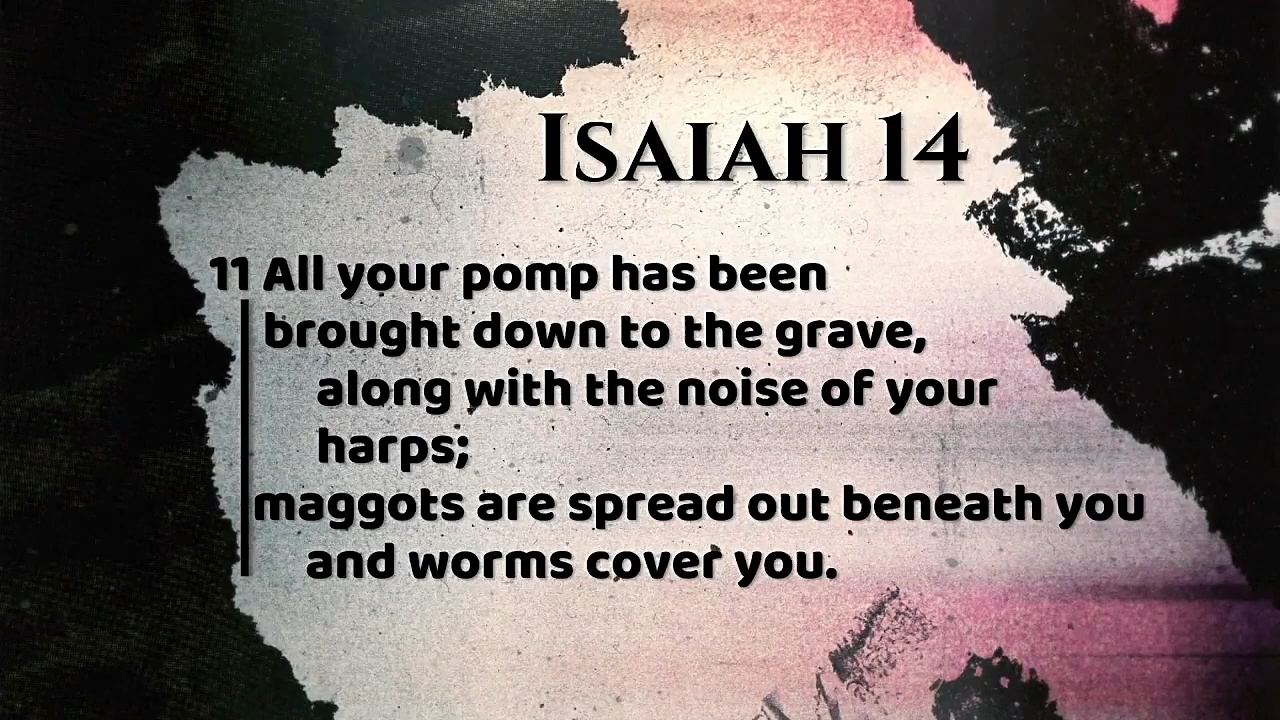 Isaiah 14
11 All your pomp has been
brought down to the grave,
along with the noise of your
harps;
maggots are spread out beneath you
and worms cover you.